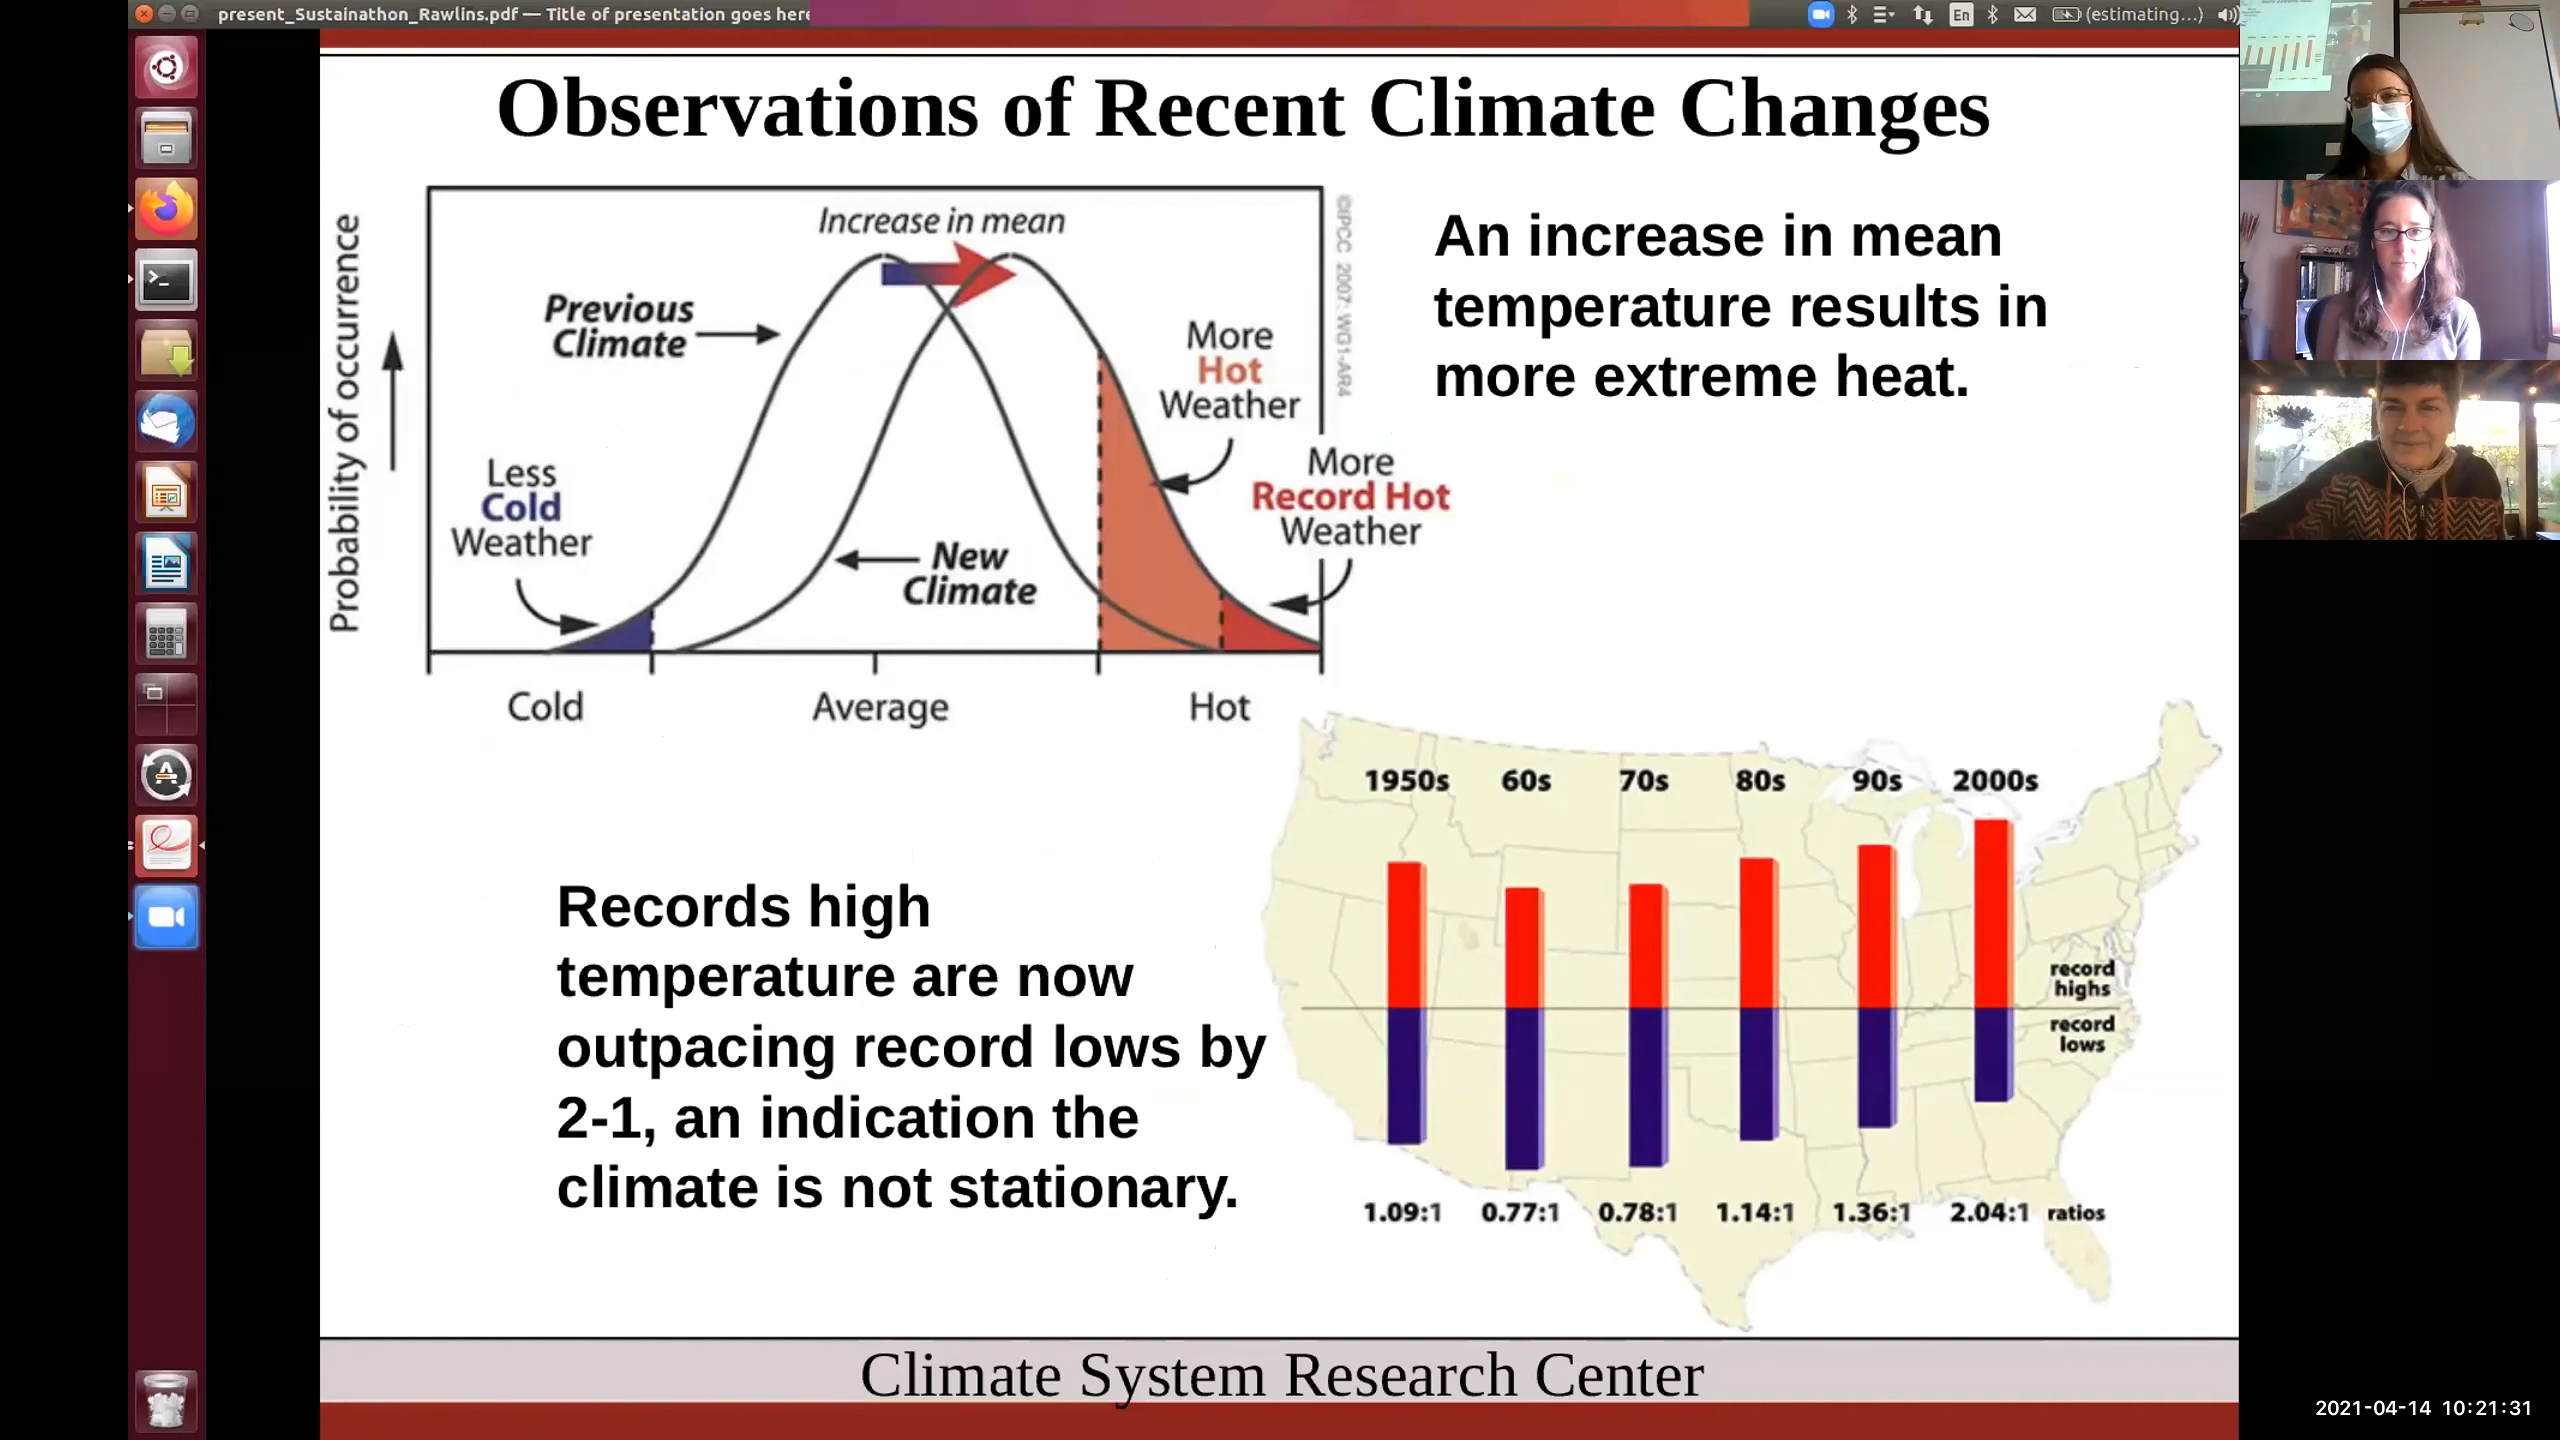 present_Sustainathon_Rawlins.pdf — Title of presentation goes here
En
(estimating...)
Observations of Recent Climate Changes
Increase in mean
Previous
Climate
Probability of occurrence
Less
Cold
Weather
New
Climate
More
Hot
Weather
More
Record Hot
Weather
©IPCC 2007: WG1-AR4
Cold
Average
Hot
An increase in mean
temperature results in
more extreme heat.
Records high
temperature are now
outpacing record lows by
2-1, an indication the
climate is not stationary.
1950s 60s 70s 80s 90s 2000s
record
highs
record
lows
1.09:1 0.77:1 0.78:1 1.14:1 1.36:1 2.04:1 ratios
Climate System Research Center
2021-04-14 10:21:31